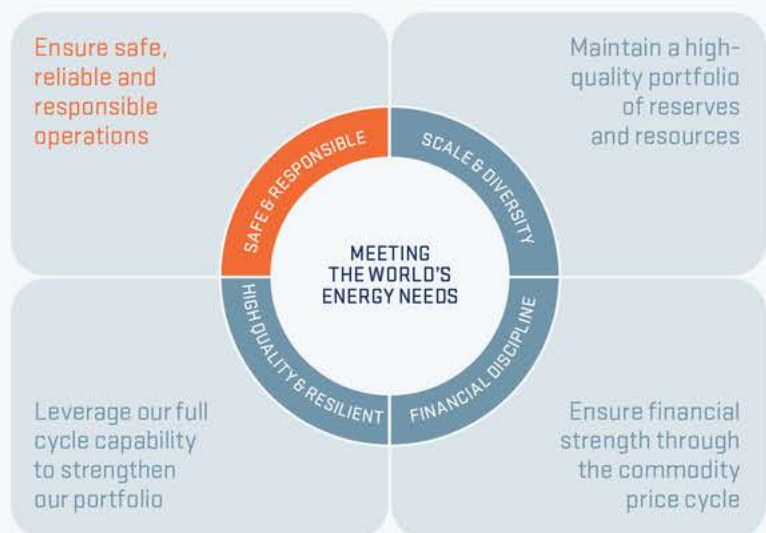 Ensure safe,
reliable and
responsible
operations
Maintain a high-
quality portfolio
of reserves
and resources
SAFE & RESPONSIBLE
SCALE & DIVERSITY
MEETING
THE WORLD'S
ENERGY NEEDS
HIGH QUALITY & RESILIENT
FINANCIAL DISCIPLINE
Leverage our full
cycle capability
to strengthen
our portfolio
Ensure financial
strength through
the commodity
price cycle